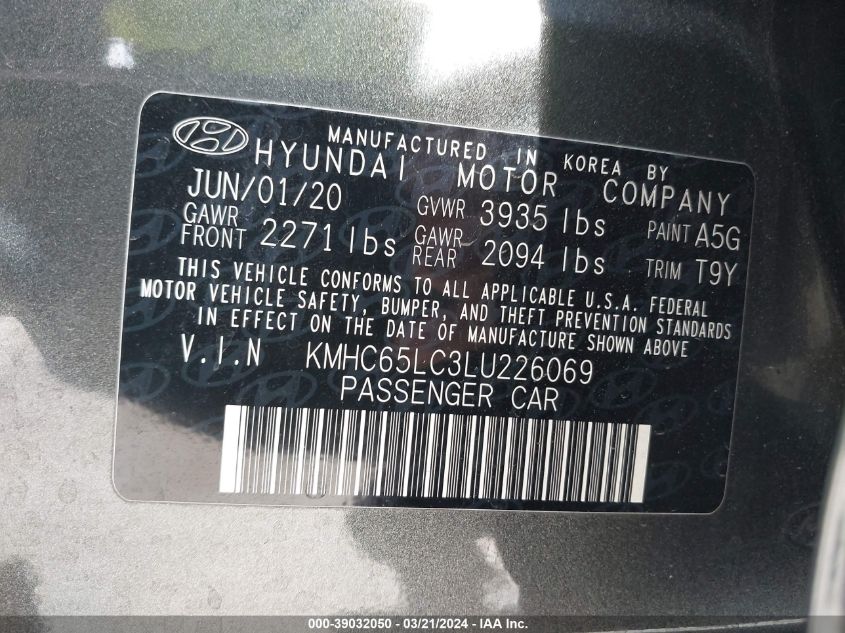 MANUFACTURED IN KOREA BY
HYUNDAI MOTOR COMPANY
JUN/01/20 GVWR 3935 lbs PAINT A5G
GAWR FRONT 2271 lbs GAWR REAR 2094 lbs TRIM T9Y
THIS VEHICLE CONFORMS TO ALL APPLICABLE U.S.A. FEDERAL
MOTOR VEHICLE SAFETY, BUMPER, AND THEFT PREVENTION STANDARDS
IN EFFECT ON THE DATE OF MANUFACTURE SHOWN ABOVE
V.I.N KMHC65LC3LU226069
PASSENGER CAR
000-39032050 - 03/21/2024 - IAAI.com